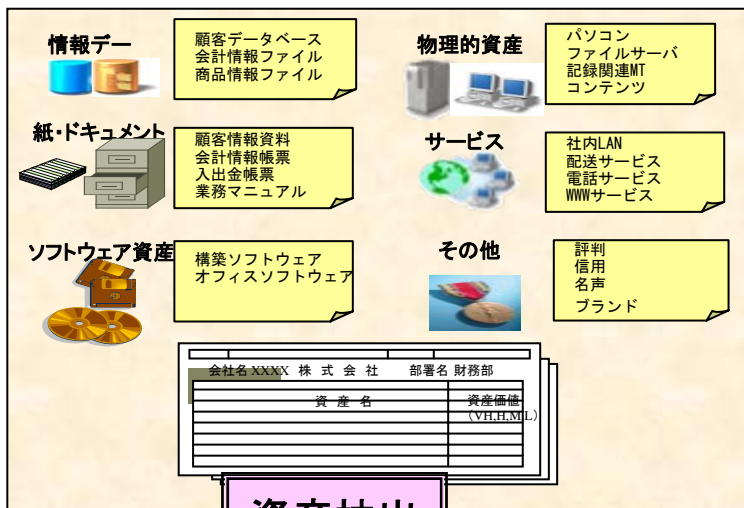 情報デー
顧客データベース
会計情報ファイル
商品情報ファイル
物理的資産
パソコン
ファイルサーバ
記録関連MT
コンテンツ
紙・ドキュメント
顧客情報資料
会計情報帳票
入出金帳票
業務マニュアル
サービス
社内LAN
配送サービス
電話サービス
WWWサービス
ソフトウェア資産
構築ソフトウェア
オフィスソフトウェア
その他
評判
信用
名声
ブランド
会社名 XXXX 株 式 会 社 部署名 財務部
資 産 名
資産価値
(VH,H,M,L)
資産抽出